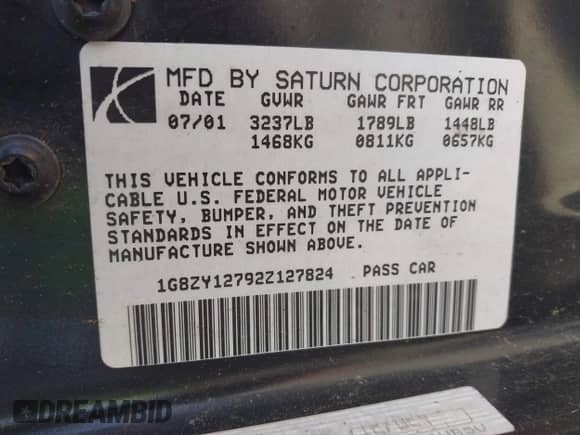 MFD BY SATURN CORPORATION
DATE GVWR GAWR FRT GAWR RR
07/01 3237LB 1789LB 1448LB
1468KG 0811KG 0657KG
THIS VEHICLE CONFORMS TO ALL APPLI-
CABLE U.S. FEDERAL MOTOR VEHICLE
SAFETY, BUMPER, AND THEFT PREVENTION
STANDARDS IN EFFECT ON THE DATE OF
MANUFACTURE SHOWN ABOVE.
1G8ZY12792Z127824 PASS CAR
DREAMBID